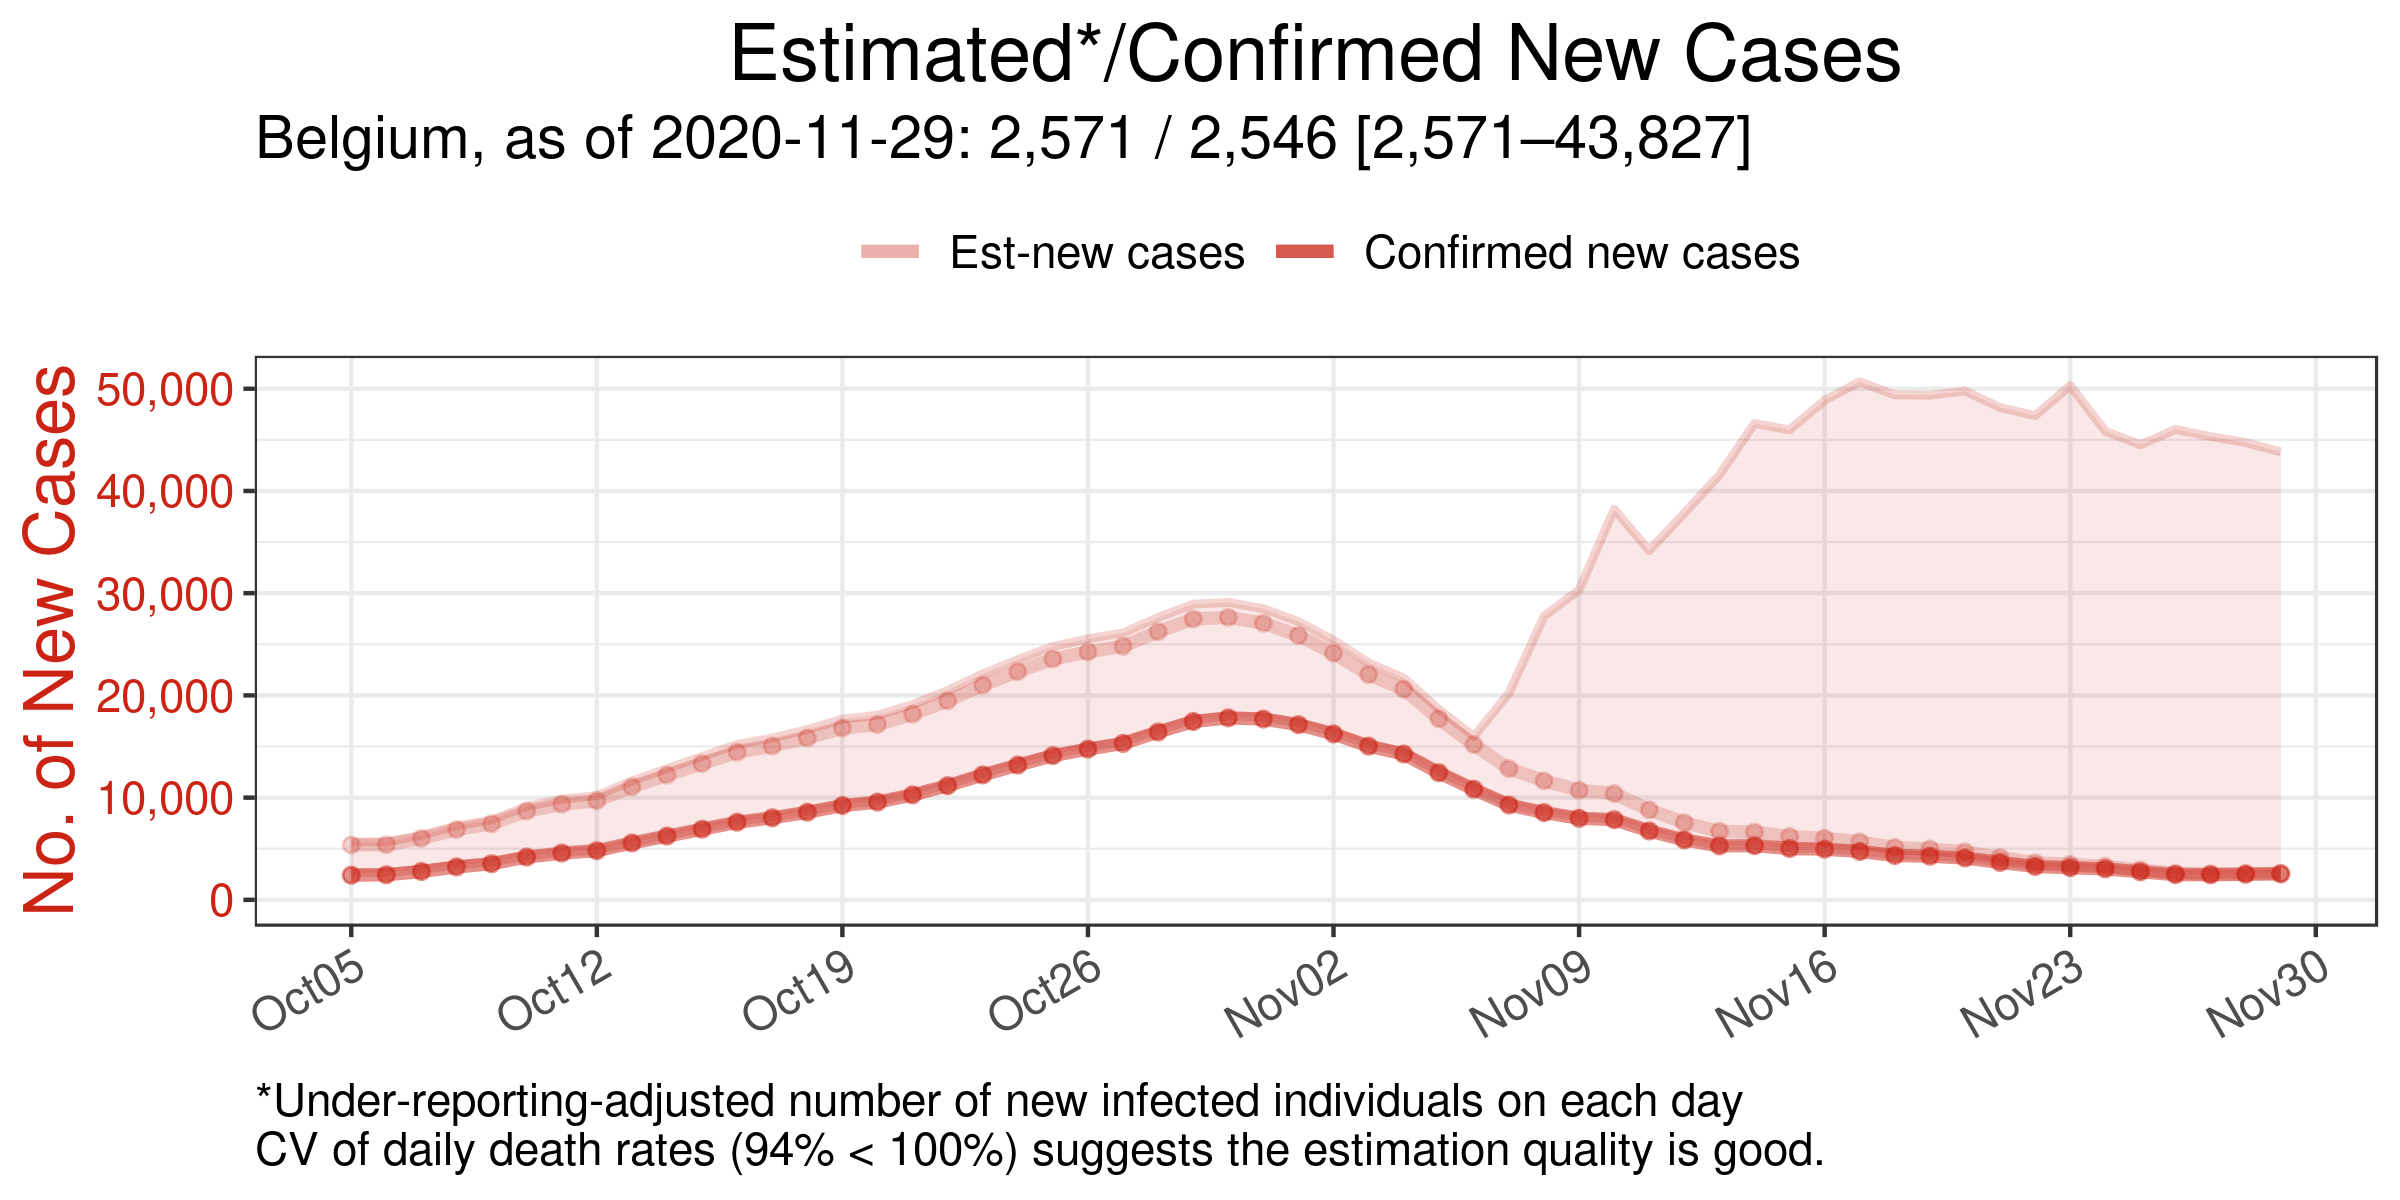 Estimated*/Confirmed New Cases
Belgium, as of 2020-11-29: 2,571 / 2,546 [2,571–43,827]
Est-new cases
Confirmed new cases
No. of New Cases
50,000
40,000
30,000
20,000
10,000
0
Oct05
Oct12
Oct19
Oct26
Nov02
Nov09
Nov16
Nov23
Nov30
*Under-reporting-adjusted number of new infected individuals on each day
CV of daily death rates (94% < 100%) suggests the estimation quality is good.